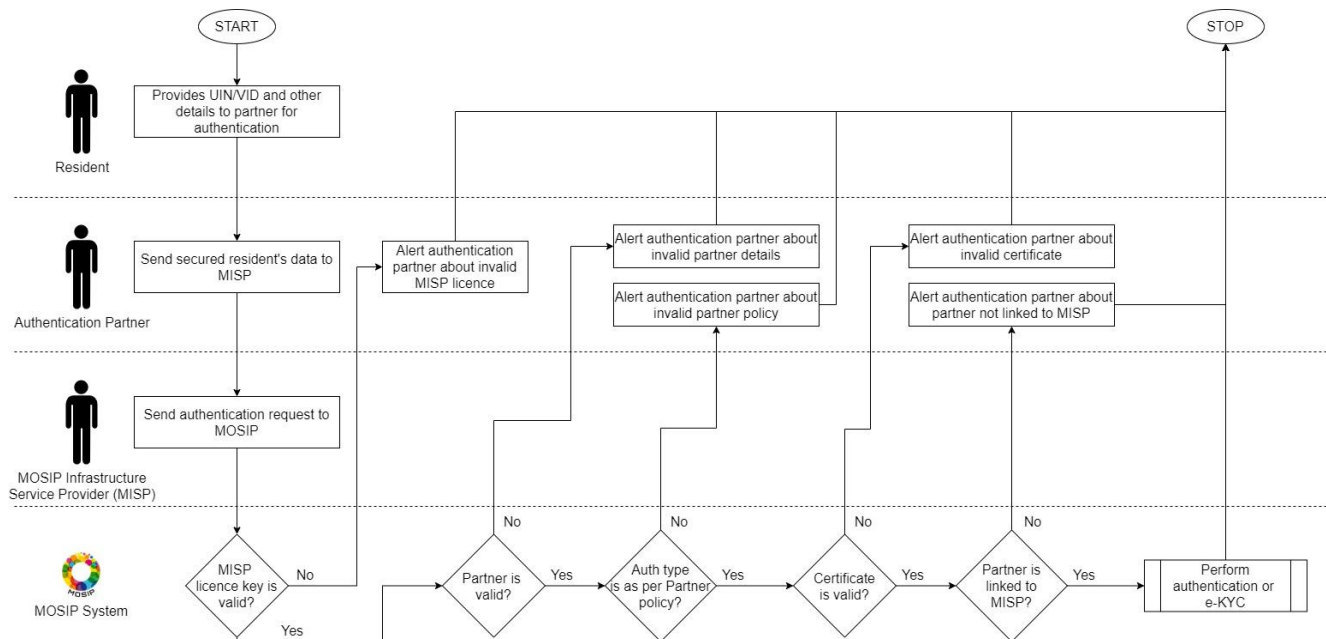 START
STOP
Provides UIN/VID and other
details to partner for
authentication
Resident
Send secured resident's data to
MISP
Alert authentication
partner about invalid
MISP licence
Alert authentication partner about
invalid partner details
Alert authentication partner about
invalid partner policy
Alert authentication partner about
invalid certificate
Alert authentication partner about
partner not linked to MISP
Authentication Partner
Send authentication request to
MOSIP
MOSIP Infrastructure
Service Provider (MISP)
No
No
No
No
MOSIP
MOSIP System
MISP
licence key is
valid?
No
Yes
Partner is
valid?
Yes
Auth type
is as per Partner
policy?
Yes
Certificate
is valid?
Yes
Partner is
linked to
MISP?
Yes
Perform
authentication or
e-KYC